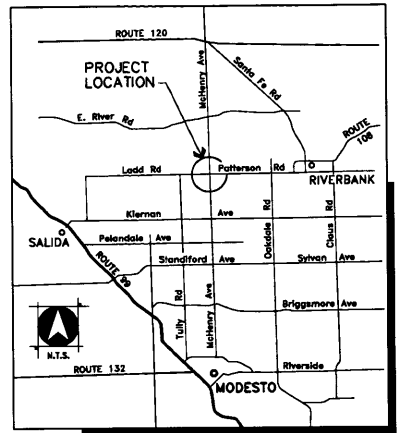 ROUTE 120
McHenry Ave
Santa Fe Rd
PROJECT
LOCATION
E. River Rd
ROUTE
108
Ladd Rd
Patterson Rd
RIVERBANK
Kiernan Ave
Oakdale Rd
Claus Rd
SALIDA
Pelandale Ave
ROUTE 99
Standiford Ave
Sylvan Ave
Tully Rd
McHenry Ave
Briggsmore Ave
N.T.S.
ROUTE 132
Riverside
MODESTO